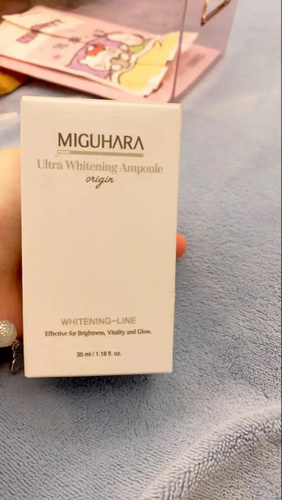 MIGUHARA
Ultra Whitening Ampoule
origin
WHITENING-LINE
Effective for Brightness, Vitality and Glow.
35 ml / 1.18 fl. oz.